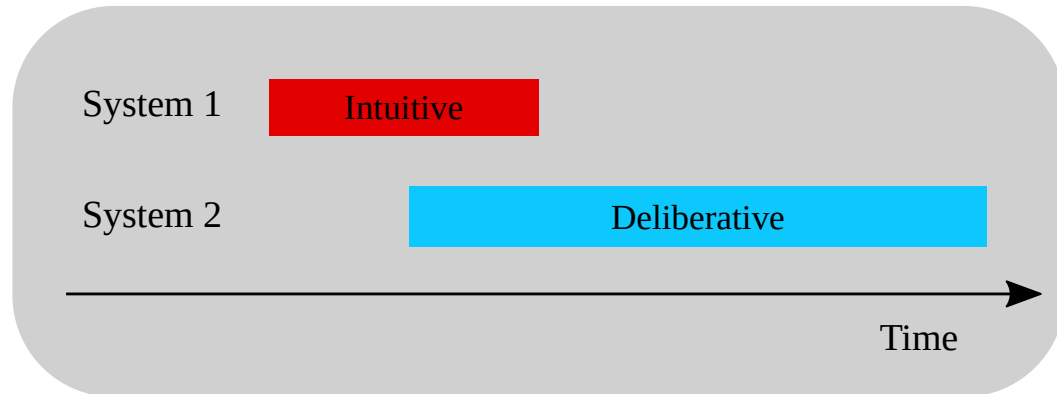 System 1
Intuitive
System 2
Deliberative
Time